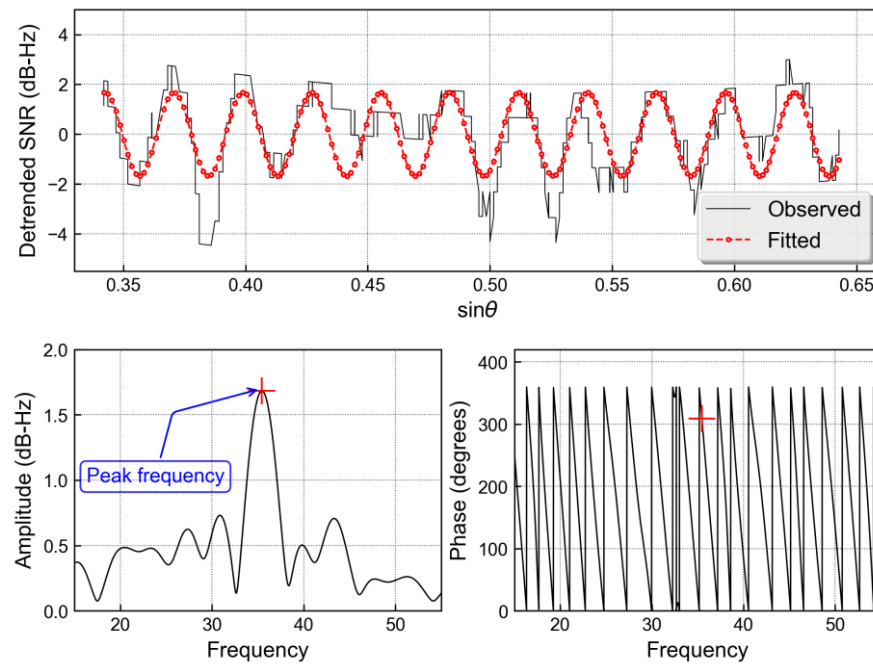 Detrended SNR (dB-Hz)
4
2
0
−2
−4
0.35 0.40 0.45 0.50 0.55 0.60 0.65
sinθ
Observed
Fitted
Amplitude (dB-Hz)
2.0
1.5
1.0
0.5
0.0
Peak frequency
20 30 40 50
Frequency
Phase (degrees)
400
300
200
100
0
20 30 40 50
Frequency